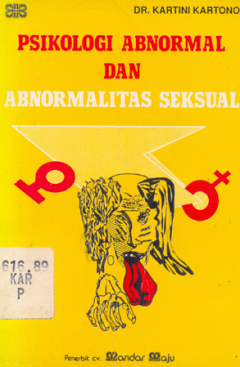 DR. KARTINI KARTONO
PSIKOLOGI ABNORMAL
DAN
ABNORMALITAS SEKSUAL
616.89
KAR
P
Penerbit cv. Mandar Maju